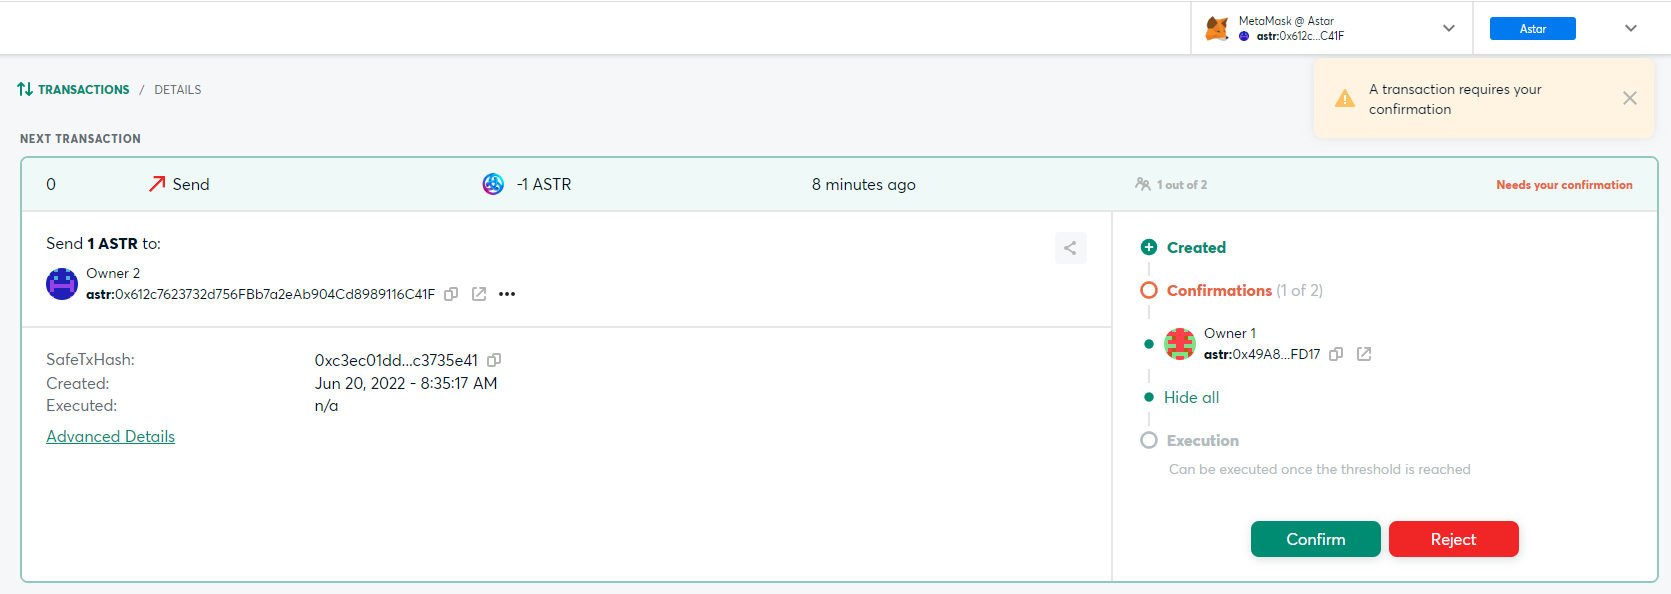 MetaMask @ Astar
astr:0x612c...C41F
Astar
TRANSACTIONS / DETAILS
A transaction requires your
confirmation
NEXT TRANSACTION
0 Send -1 ASTR 8 minutes ago 1 out of 2 Needs your confirmation
Send 1 ASTR to:
Owner 2
astr:0x612c7623732d756FBb7a2eAb904Cd8989116C41F
SafeTxHash: 0xc3ec01dd...c3735e41
Created: Jun 20, 2022 - 8:35:17 AM
Executed: n/a
Advanced Details
Created
Confirmations (1 of 2)
Owner 1
astr:0x49A8...FD17
Hide all
Execution
Can be executed once the threshold is reached
Confirm Reject